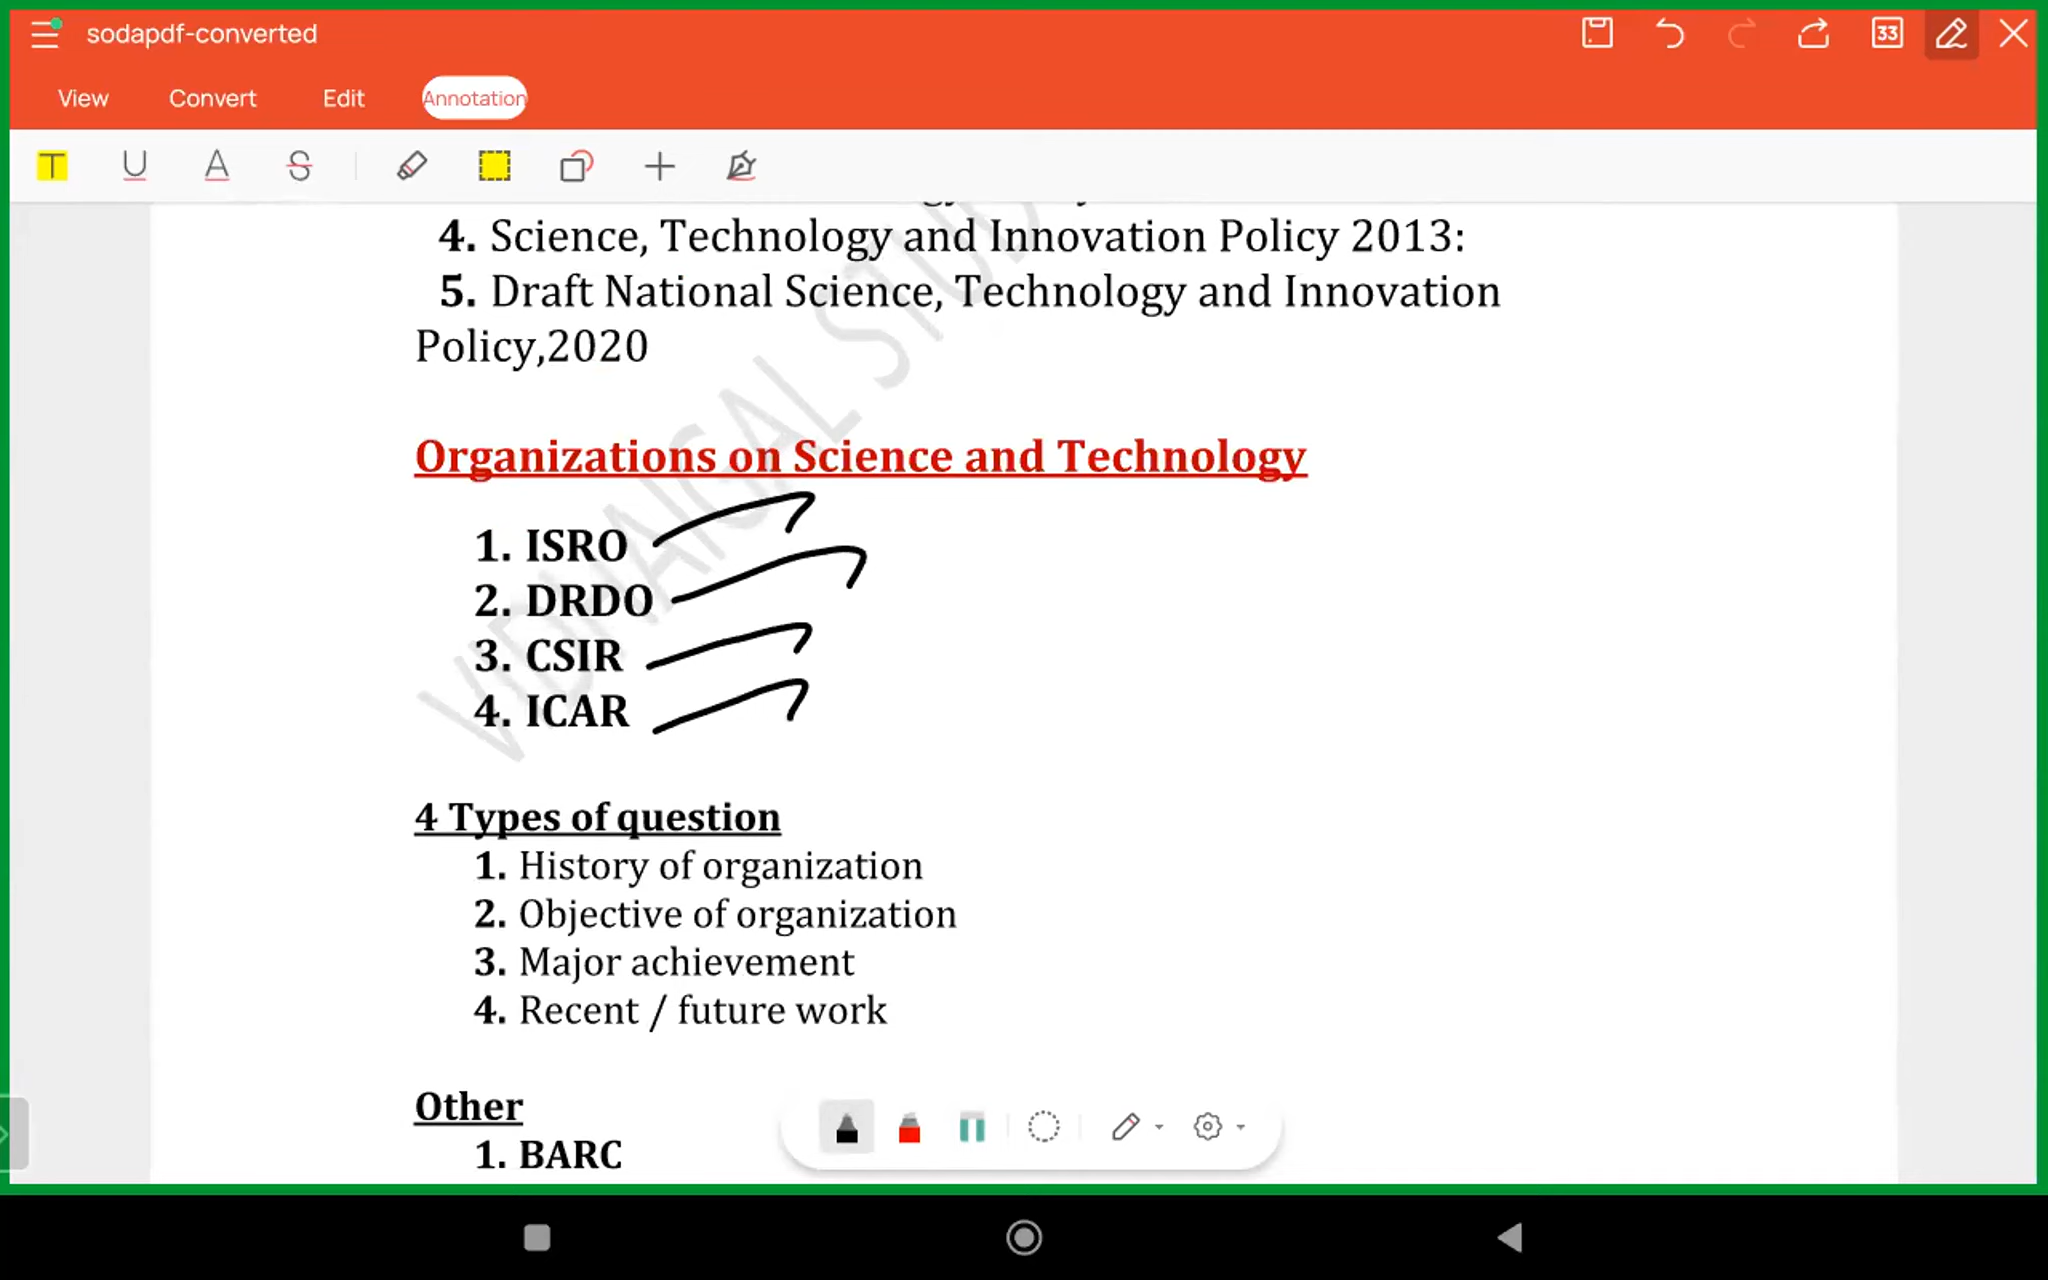 sodapdf-converted
33
View Convert Edit Annotation
T U A S
4. Science, Technology and Innovation Policy 2013:
5. Draft National Science, Technology and Innovation
Policy,2020
Organizations on Science and Technology
1. ISRO
2. DRDO
3. CSIR
4. ICAR
4 Types of question
1. History of organization
2. Objective of organization
3. Major achievement
4. Recent / future work
Other
1. BARC